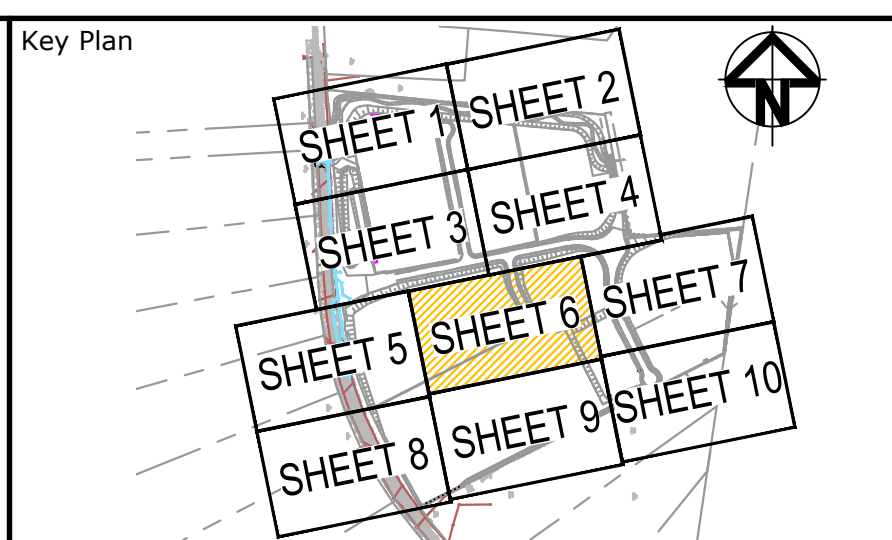 Key Plan
N
SHEET 1
SHEET 2
SHEET 3
SHEET 4
SHEET 5
SHEET 6
SHEET 7
SHEET 8
SHEET 9
SHEET 10